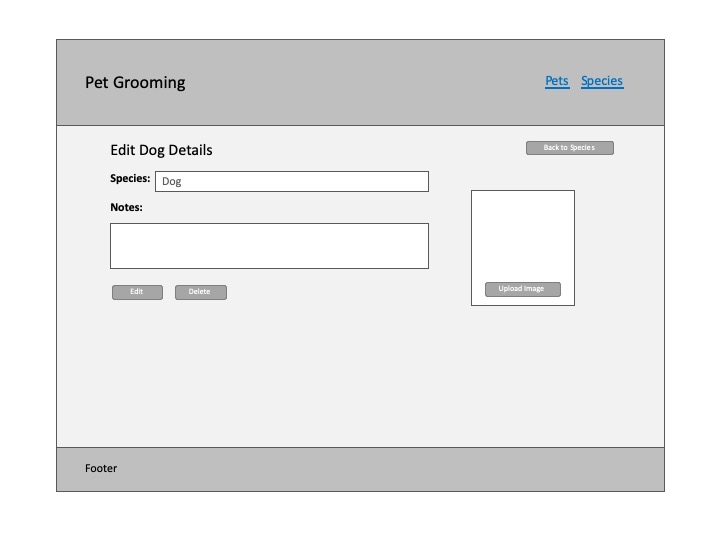 Pet Grooming
Pets Species
Edit Dog Details
Back to Species
Species: Dog
Notes:
Edit Delete
Upload Image
Footer